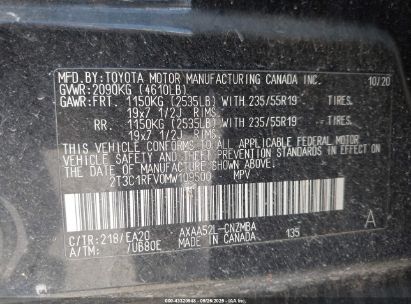 MFD.BY:TOYOTA MOTOR MANUFACTURING CANADA INC. 10/20
GVWR:2090KG (4610LB)
GAWR:FRT. 1150KG (2535LB) WITH 235/55R19 TIRES.
19x7 1/2J RIMS
RR. 1150KG (2535LB) WITH 235/55R19 TIRES.
19x7 1/2J RIMS
THIS VEHICLE CONFORMS TO ALL APPLICABLE FEDERAL MOTOR
VEHICLE SAFETY STANDARDS IN EFFECT ON THE DATE OF
MANUFACTURE SHOWN ABOVE.
2T3C1RFV0MW109500 MPV
C/TR:218/EA20 AXAA52L-CNZMBA A
A/TM: /UB80E MADE IN CANADA 135